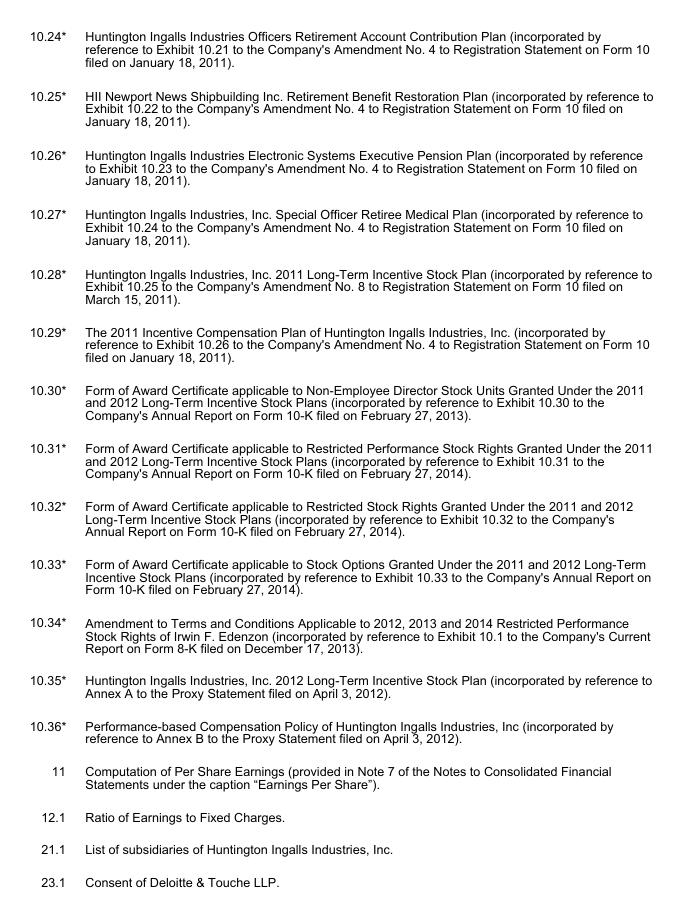 10.24* Huntington Ingalls Industries Officers Retirement Account Contribution Plan (incorporated by
reference to Exhibit 10.21 to the Company's Amendment No. 4 to Registration Statement on Form 10
filed on January 18, 2011).
10.25* HII Newport News Shipbuilding Inc. Retirement Benefit Restoration Plan (incorporated by reference to
Exhibit 10.22 to the Company's Amendment No. 4 to Registration Statement on Form 10 filed on
January 18, 2011).
10.26* Huntington Ingalls Industries Electronic Systems Executive Pension Plan (incorporated by reference
to Exhibit 10.23 to the Company's Amendment No. 4 to Registration Statement on Form 10 filed on
January 18, 2011).
10.27* Huntington Ingalls Industries, Inc. Special Officer Retiree Medical Plan (incorporated by reference to
Exhibit 10.24 to the Company's Amendment No. 4 to Registration Statement on Form 10 filed on
January 18, 2011).
10.28* Huntington Ingalls Industries, Inc. 2011 Long-Term Incentive Stock Plan (incorporated by reference to
Exhibit 10.25 to the Company's Amendment No. 8 to Registration Statement on Form 10 filed on
March 15, 2011).
10.29* The 2011 Incentive Compensation Plan of Huntington Ingalls Industries, Inc. (incorporated by
reference to Exhibit 10.26 to the Company's Amendment No. 4 to Registration Statement on Form 10
filed on January 18, 2011).
10.30* Form of Award Certificate applicable to Non-Employee Director Stock Units Granted Under the 2011
and 2012 Long-Term Incentive Stock Plans (incorporated by reference to Exhibit 10.30 to the
Company's Annual Report on Form 10-K filed on February 27, 2013).
10.31* Form of Award Certificate applicable to Restricted Performance Stock Rights Granted Under the 2011
and 2012 Long-Term Incentive Stock Plans (incorporated by reference to Exhibit 10.31 to the
Company's Annual Report on Form 10-K filed on February 27, 2014).
10.32* Form of Award Certificate applicable to Restricted Stock Rights Granted Under the 2011 and 2012
Long-Term Incentive Stock Plans (incorporated by reference to Exhibit 10.32 to the Company's
Annual Report on Form 10-K filed on February 27, 2014).
10.33* Form of Award Certificate applicable to Stock Options Granted Under the 2011 and 2012 Long-Term
Incentive Stock Plans (incorporated by reference to Exhibit 10.33 to the Company's Annual Report on
Form 10-K filed on February 27, 2014).
10.34* Amendment to Terms and Conditions Applicable to 2012, 2013 and 2014 Restricted Performance
Stock Rights of Irwin F. Edenzon (incorporated by reference to Exhibit 10.1 to the Company's Current
Report on Form 8-K filed on December 17, 2013).
10.35* Huntington Ingalls Industries, Inc. 2012 Long-Term Incentive Stock Plan (incorporated by reference to
Annex A to the Proxy Statement filed on April 3, 2012).
10.36* Performance-based Compensation Policy of Huntington Ingalls Industries, Inc (incorporated by
reference to Annex B to the Proxy Statement filed on April 3, 2012).
11 Computation of Per Share Earnings (provided in Note 7 of the Notes to Consolidated Financial
Statements under the caption “Earnings Per Share”).
12.1 Ratio of Earnings to Fixed Charges.
21.1 List of subsidiaries of Huntington Ingalls Industries, Inc.
23.1 Consent of Deloitte & Touche LLP.